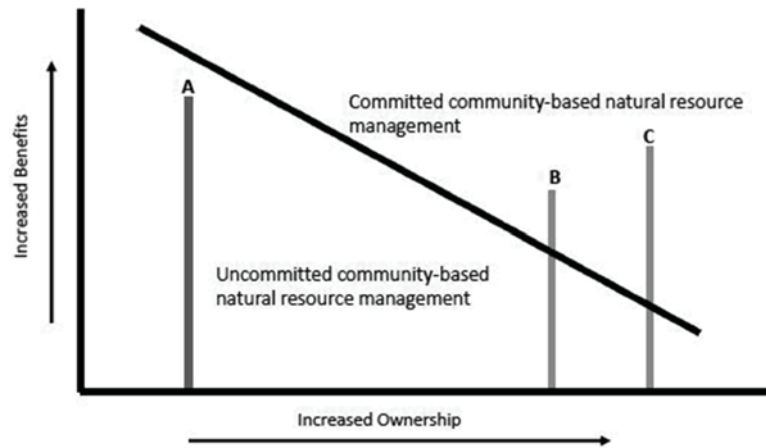 A
Committed community-based natural resource
management
C
B
Increased Benefits
Uncommitted community-based
natural resource management
Increased Ownership